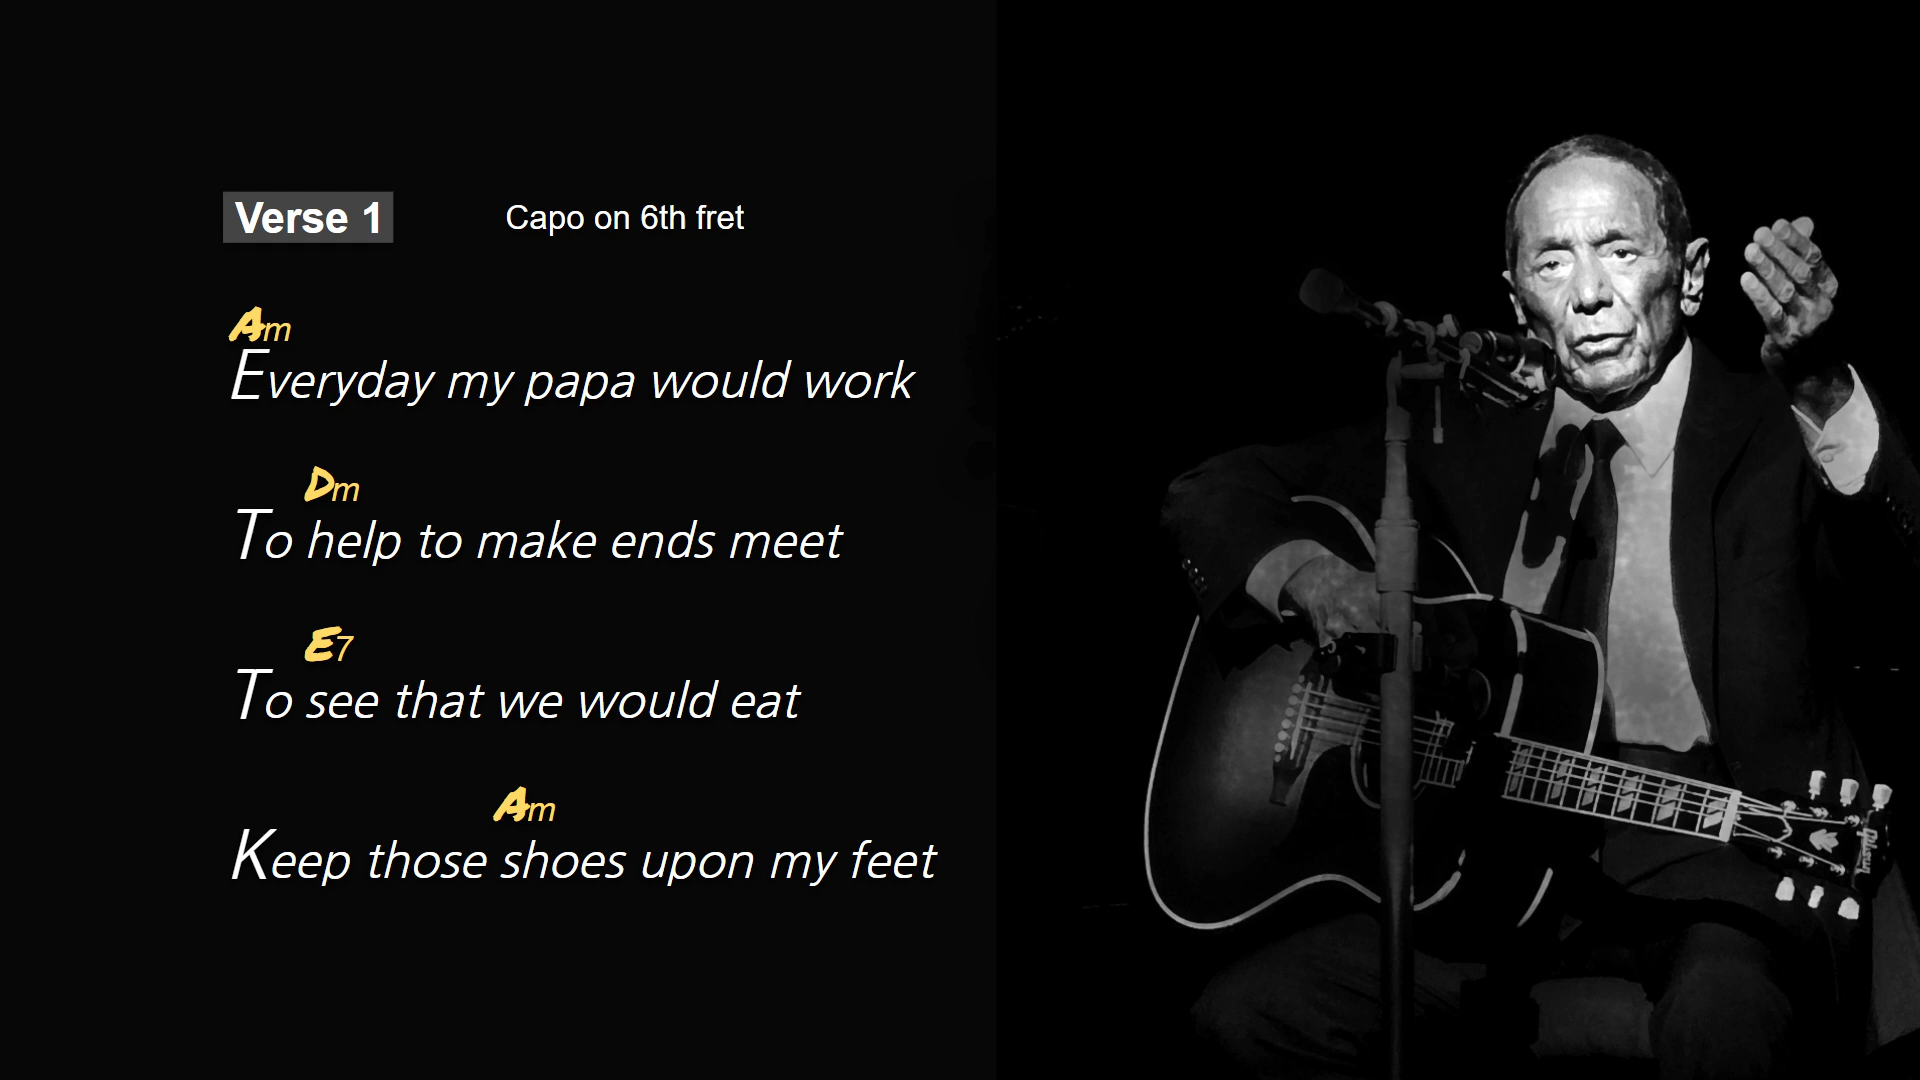 Verse 1 Capo on 6th fret
Am
Everyday my papa would work
Dm
To help to make ends meet
E7
To see that we would eat
Am
Keep those shoes upon my feet
Gibson